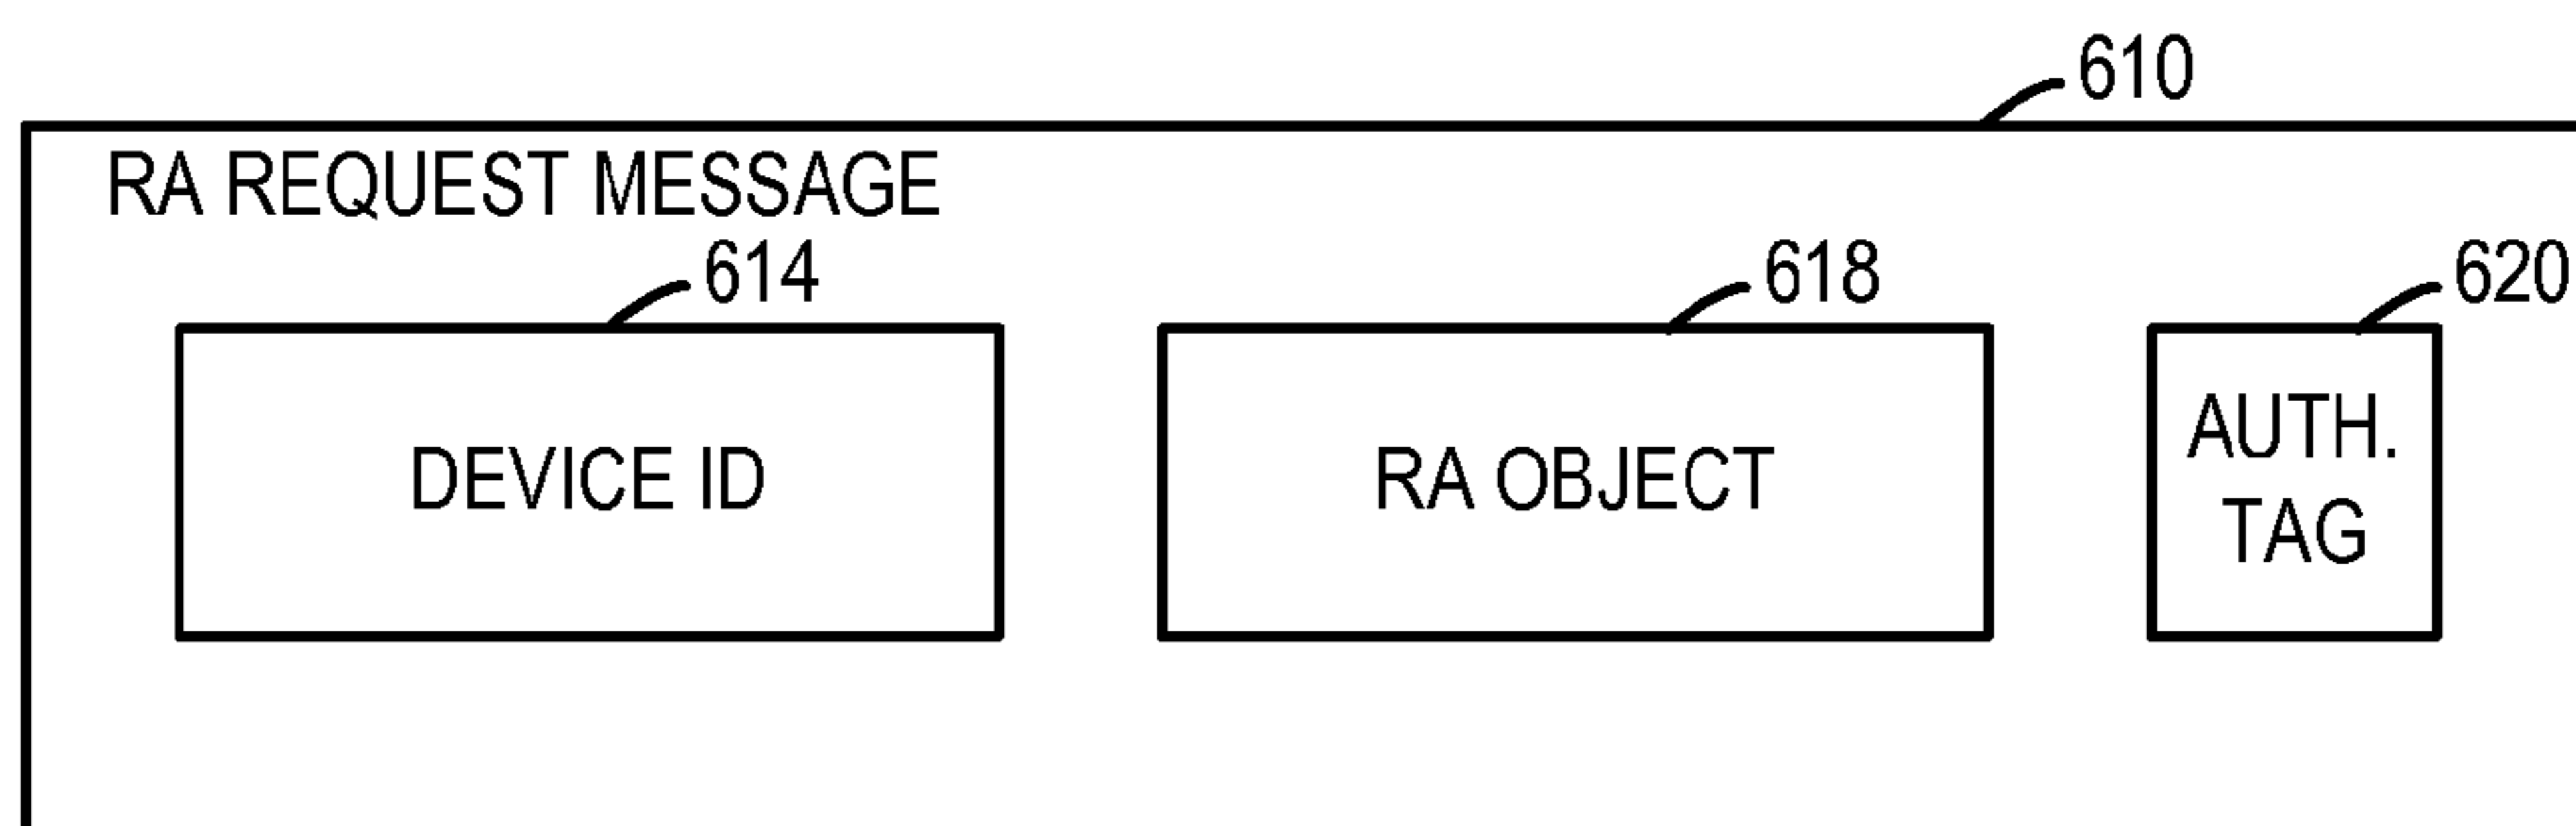 610
RA REQUEST MESSAGE
614
618
620
DEVICE ID
RA OBJECT
AUTH.
TAG